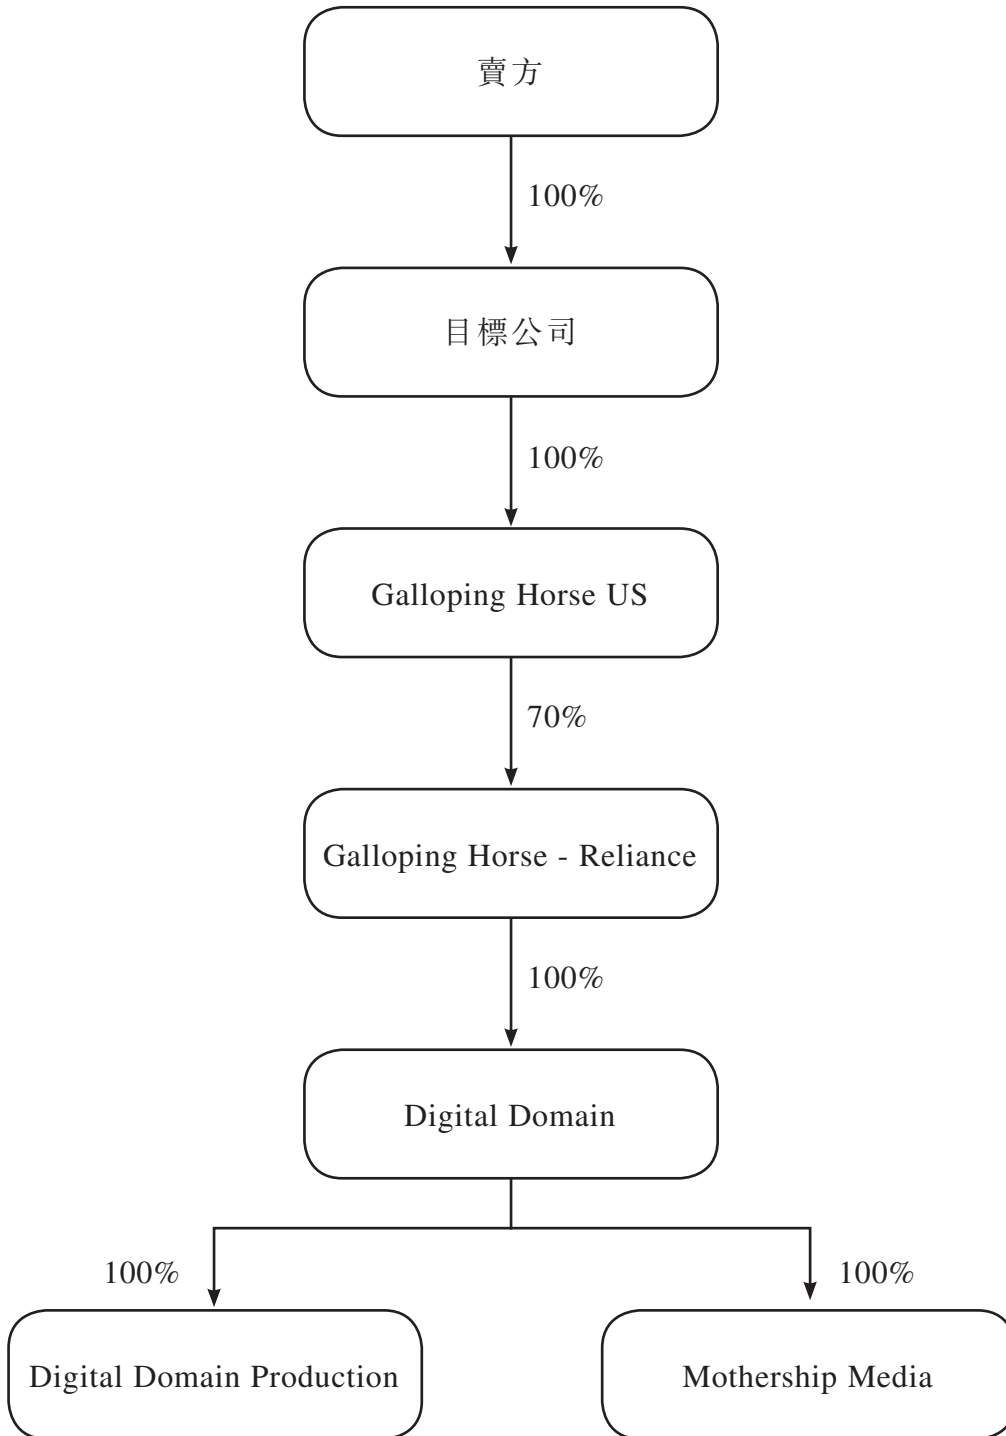 賣方
100%
目標公司
100%
Galloping Horse US
70%
Galloping Horse - Reliance
100%
Digital Domain
100%
100%
Digital Domain Production
Mothership Media